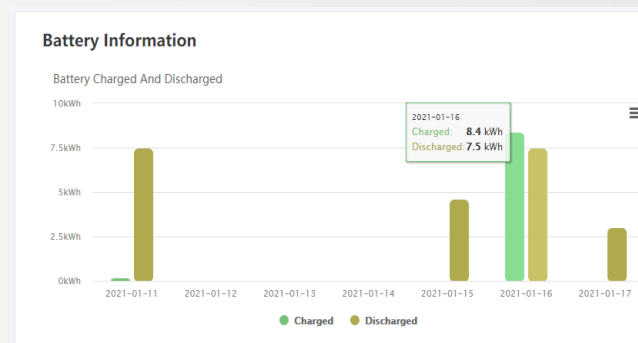 Battery Information
Battery Charged And Discharged
10kWh
2021-01-16
Charged: 8.4 kWh
Discharged: 7.5 kWh
7.5kWh
5kWh
2.5kWh
0kWh
2021-01-11 2021-01-12 2021-01-13 2021-01-14 2021-01-15 2021-01-16 2021-01-17
Charged Discharged